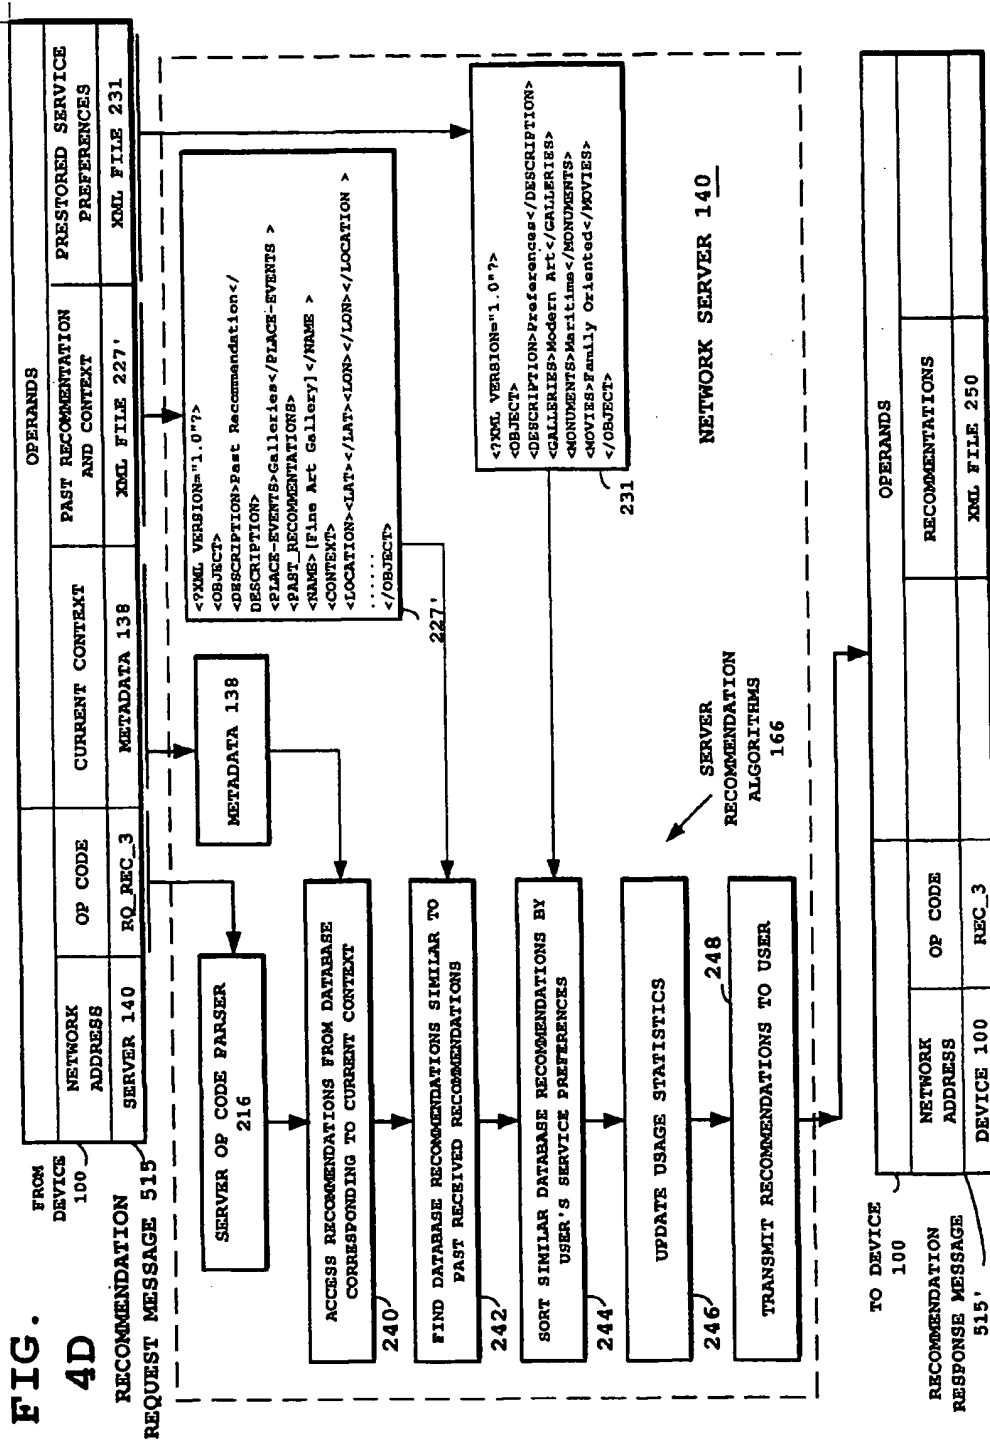 FIG.
4D
RECOMMENDATION
REQUEST MESSAGE 515
FROM
DEVICE
100
OPERANDS
NETWORK
ADDRESS
OP CODE
CURRENT CONTEXT
PAST RECOMMENTATION
AND CONTEXT
PRESTORED SERVICE
PREFERENCES
SERVER 140
RQ_REC_3
METADATA 138
XML FILE 227'
XML FILE 231
SERVER OP CODE PARSER
216
METADATA 138
<?XML VERSION="1.0"?>
<OBJECT>
<DESCRIPTION>Past Recommendation</
DESCRIPTION>
<PLACE-EVENTS>Galleries</PLACE-EVENTS >
<PAST_RECOMMENTATIONS>
<NAME>[Fine Art Gallery]</NAME >
<CONTEXT>
<LOCATION><LAT></LAT><LON></LON></LOCATION >
.....
</OBJECT>
227'
<?XML VERSION="1.0"?>
<OBJECT>
<DESCRIPTION>Preferences</DESCRIPTION>
<GALLERIES>Modern Art</GALLERIES>
<MONUMENTS>Maritime</MONUMENTS>
<MOVIES>Family Oriented</MOVIES>
</OBJECT>
231
ACCESS RECOMMENDATIONS FROM DATABASE
CORRESPONDING TO CURRENT CONTEXT
240
FIND DATABASE RECOMMENDATIONS SIMILAR TO
PAST RECEIVED RECOMMENDATIONS
242
SORT SIMILAR DATABASE RECOMMENDATIONS BY
USER'S SERVICE PREFERENCES
244
UPDATE USAGE STATISTICS
246
TRANSMIT RECOMMENDATIONS TO USER
248
SERVER
RECOMMENDATION
ALGORITHMS
166
NETWORK SERVER 140
TO DEVICE
100
RECOMMENDATION
RESPONSE MESSAGE
515'
OPERANDS
NETWORK
ADDRESS
OP CODE
RECOMMENTATIONS
DEVICE 100
REC_3
XML FILE 250